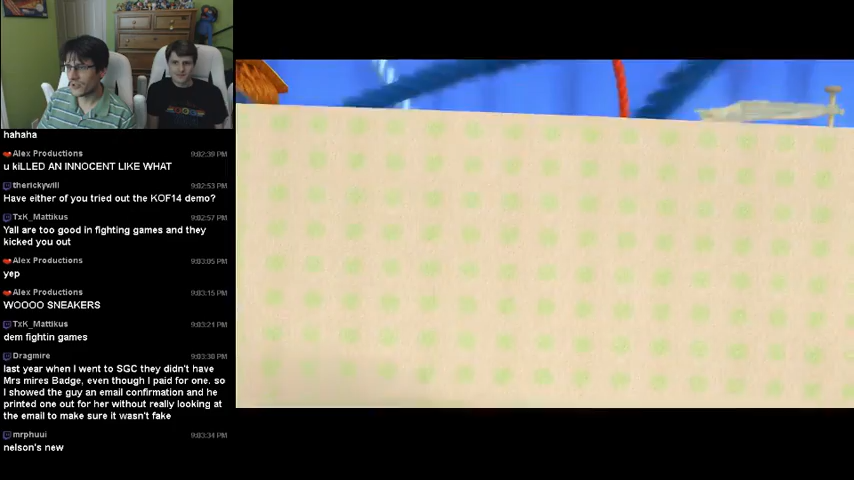 hahaha
Alex Productions 9:02:39 PM
u kiLLED AN INNOCENT LIKE WHAT
therickywill 9:02:53 PM
Have either of you tried out the KOF14 demo?
TxK_Mattikus 9:02:57 PM
Yall are too good in fighting games and they
kicked you out
Alex Productions 9:03:05 PM
yep
Alex Productions 9:03:15 PM
WOOOO SNEAKERS
TxK_Mattikus 9:03:21 PM
dem fightin games
Dragmire 9:03:30 PM
last year when I went to SGC they didn't have
Mrs mires Badge, even though I paid for one. so
I showed the guy an email confirmation and he
printed one out for her without really looking at
the email to make sure it wasn't fake
mrphuui 9:03:34 PM
nelson's new